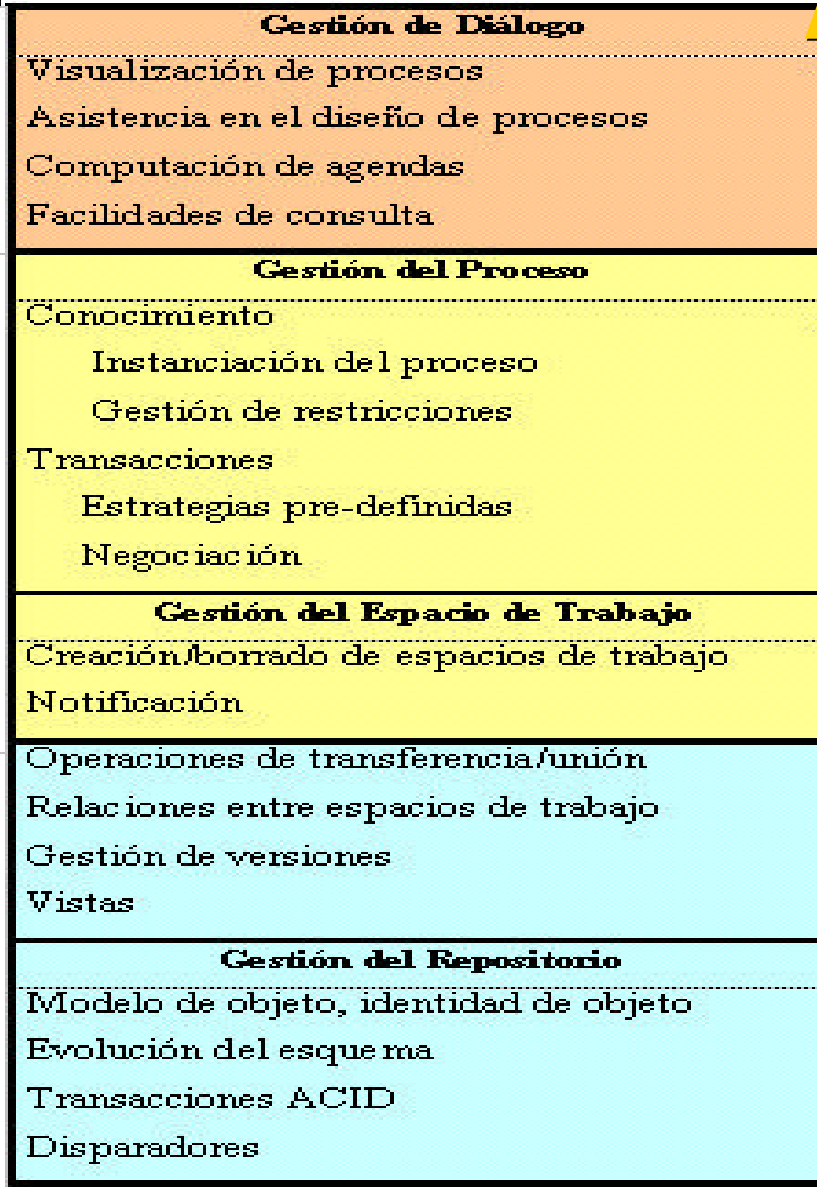 Gestión de Diálogo
Visualización de procesos
Asistencia en el diseño de procesos
Computación de agendas
Facilidades de consulta
Gestión del Proceso
Conocimiento
Instanciación del proceso
Gestión de restricciones
Transacciones
Estrategias pre-definidas
Negociación
Gestión del Espacio de Trabajo
Creación/borrado de espacios de trabajo
Notificación
Operaciones de transferencia/unión
Relaciones entre espacios de trabajo
Gestión de versiones
Vistas
Gestión del Repositorio
Modelo de objeto, identidad de objeto
Evolución del esquema
Transacciones ACID
Disparadores